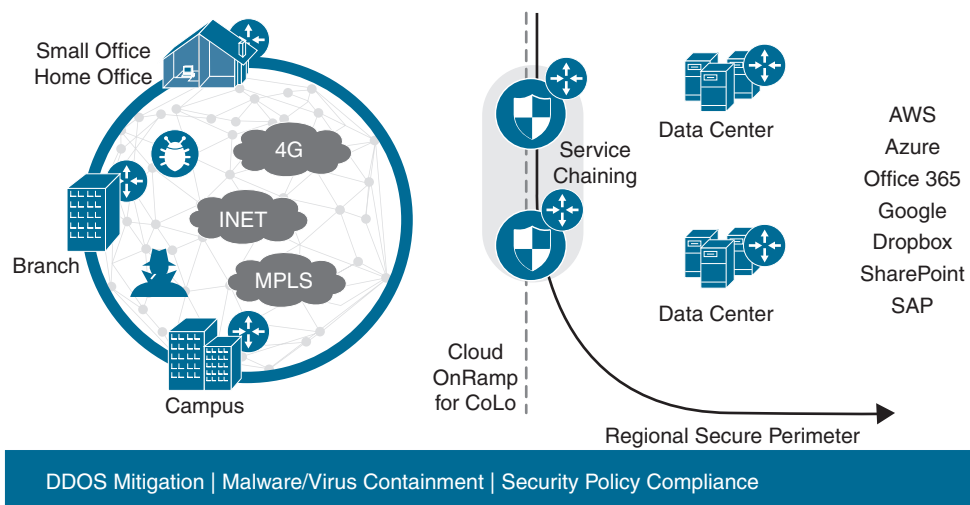 Small Office
Home Office
4G
INET
MPLS
Branch
Campus
Service
Chaining
Cloud
OnRamp
for CoLo
Data Center
Data Center
AWS
Azure
Office 365
Google
Dropbox
SharePoint
SAP
Regional Secure Perimeter
DDOS Mitigation | Malware/Virus Containment | Security Policy Compliance